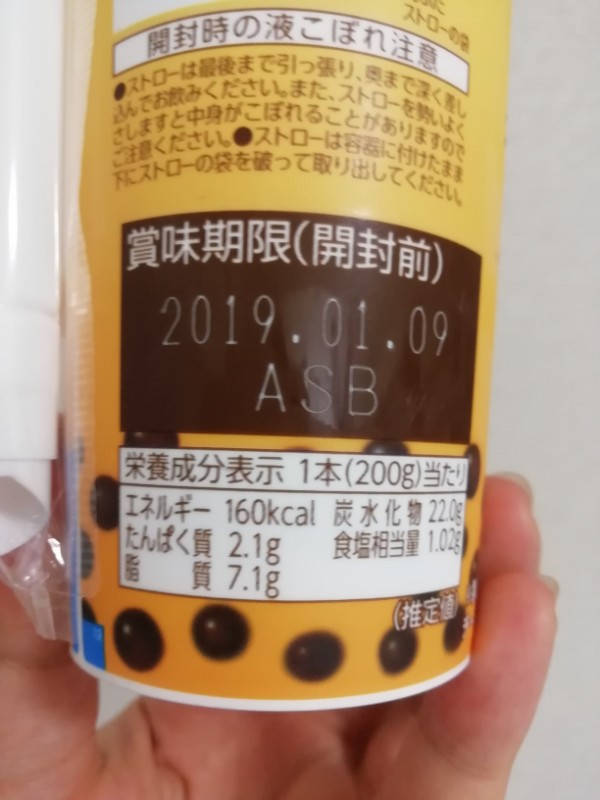 ストローの袋
開封時の液こぼれ注意
●ストローは最後まで引っ張り、奥まで深く差し
込んでお飲みください。また、ストローを勢いよく
さしますと中身がこぼれることがありますので
ご注意ください。●ストローは容器に付けたまま
下にストローの袋を破って取り出してください。
賞味期限(開封前)
2019.01.09
ASB
栄養成分表示 1本(200g)当たり
エネルギー 160kcal 炭水化物 22.0g
たんぱく質 2.1g 食塩相当量 1.02g
脂質 7.1g
(推定値)